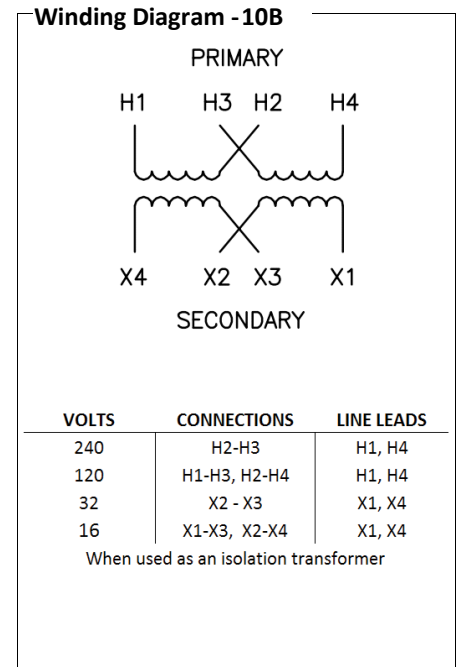 Winding Diagram -10B
PRIMARY
H1 H3 H2 H4
X4 X2 X3 X1
SECONDARY
VOLTS CONNECTIONS LINE LEADS
240 H2-H3 H1, H4
120 H1-H3, H2-H4 H1, H4
32 X2 - X3 X1, X4
16 X1-X3, X2-X4 X1, X4
When used as an isolation transformer